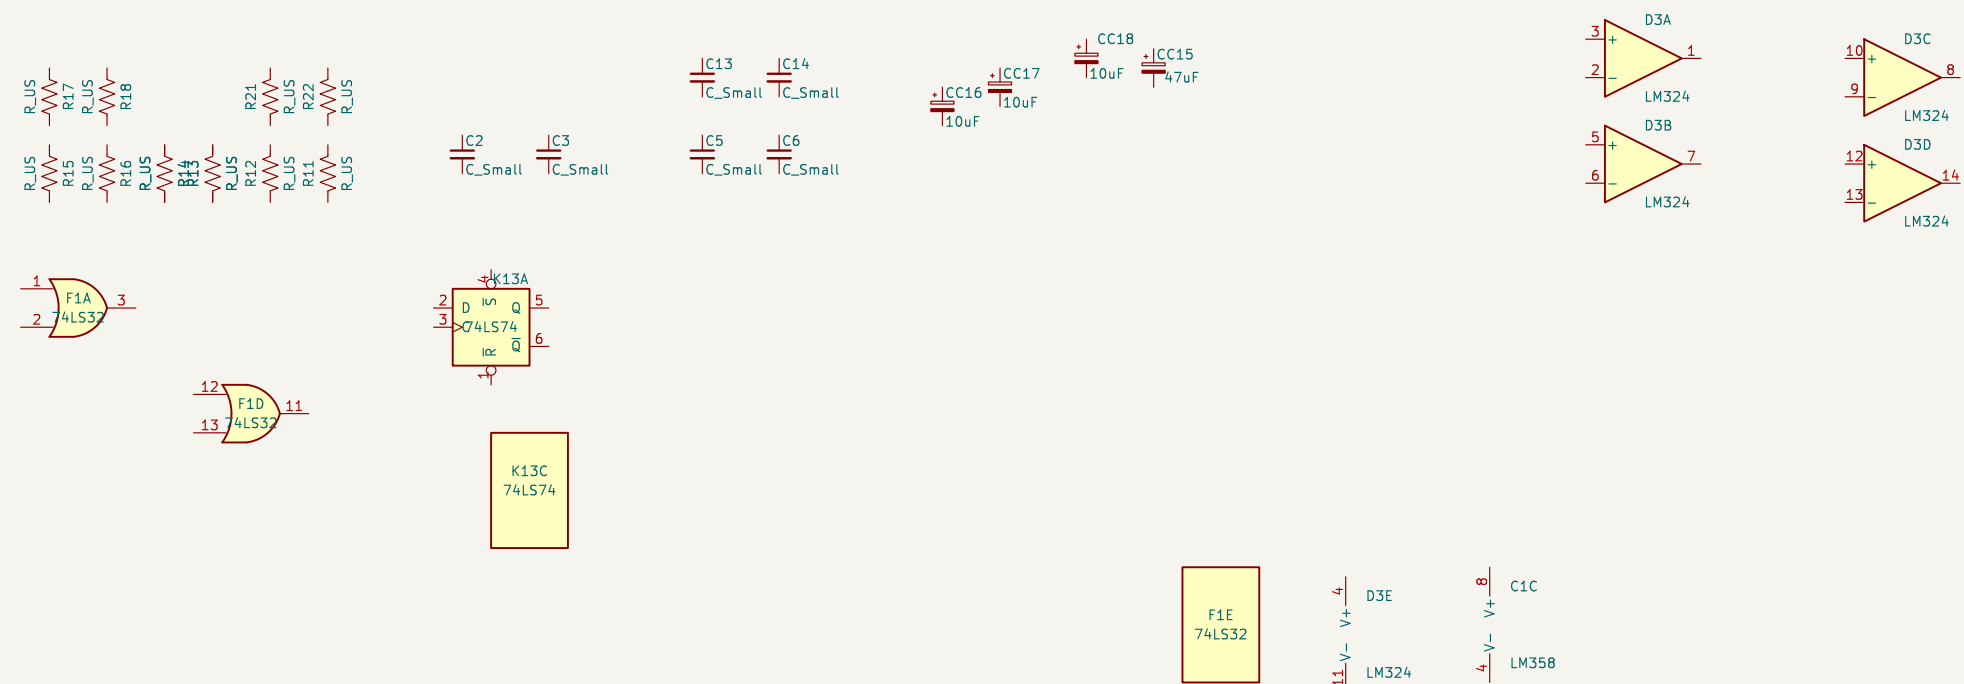 D3A
3
+
1
2
−
LM324
D3C
10
+
8
9
−
LM324
CC18
10uF
CC15
47uF
CC17
10uF
CC16
10uF
C13
C_Small
C14
C_Small
R_US
R17
R_US
R18
R21
R_US
R22
R_US
D3B
5
+
7
6
−
LM324
D3D
12
+
14
13
−
LM324
C2
C_Small
C3
C_Small
C5
C_Small
C6
C_Small
R_US
R15
R_US
R16
R_US
R14
R13
R_US
R12
R_US
R11
R_US
1
F1A
3
74LS32
2
K13A
4
S
2
D
Q
5
3
C
74LS74
R
Q
6
1
12
F1D
11
74LS32
13
K13C
74LS74
F1E
74LS32
4
D3E
V+
V-
11
LM324
8
C1C
V+
V-
4
LM358